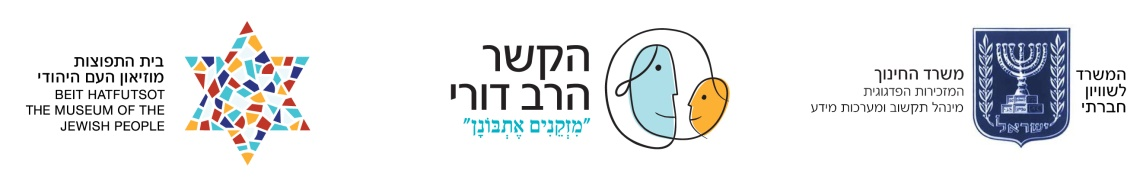 בית התפוצות
מוזיאון העם היהודי
BEIT HATFUTSOT
THE MUSEUM OF THE
JEWISH PEOPLE
הקשר
הרב דורי
"מִזְּקֵנִים אֶתְבּוֹנָן"
משרד החינוך
המזכירות הפדגוגית
מינהל תקשוב ומערכות מידע
ישראל
המשרד
לשוויון
חברתי